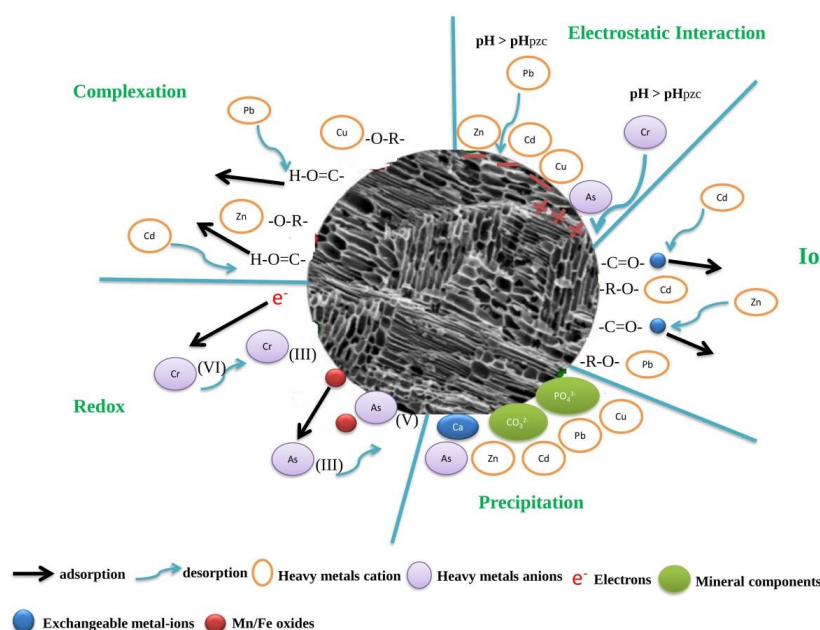 Electrostatic Interaction
pH > pHpzc
Pb
Complexation
pH > pHpzc
Pb
Cu
-O-R-
Zn
Cd
Cr
Cu
H-O=C-
As
Cd
Zn
-O-R-
Cd
H-O=C-
-C=O-
Io
-R-O-
Cd
e-
Zn
-C=O-
Cr
(III)
Cr
(VI)
-R-O-
Pb
Redox
PO₄³⁻
As
(V)
Cu
Ca
CO₃²⁻
Pb
As
(III)
As
Zn
Cd
Precipitation
adsorption
desorption
Heavy metals cation
Heavy metals anions
e- Electrons
Mineral components
Exchangeable metal-ions
Mn/Fe oxides